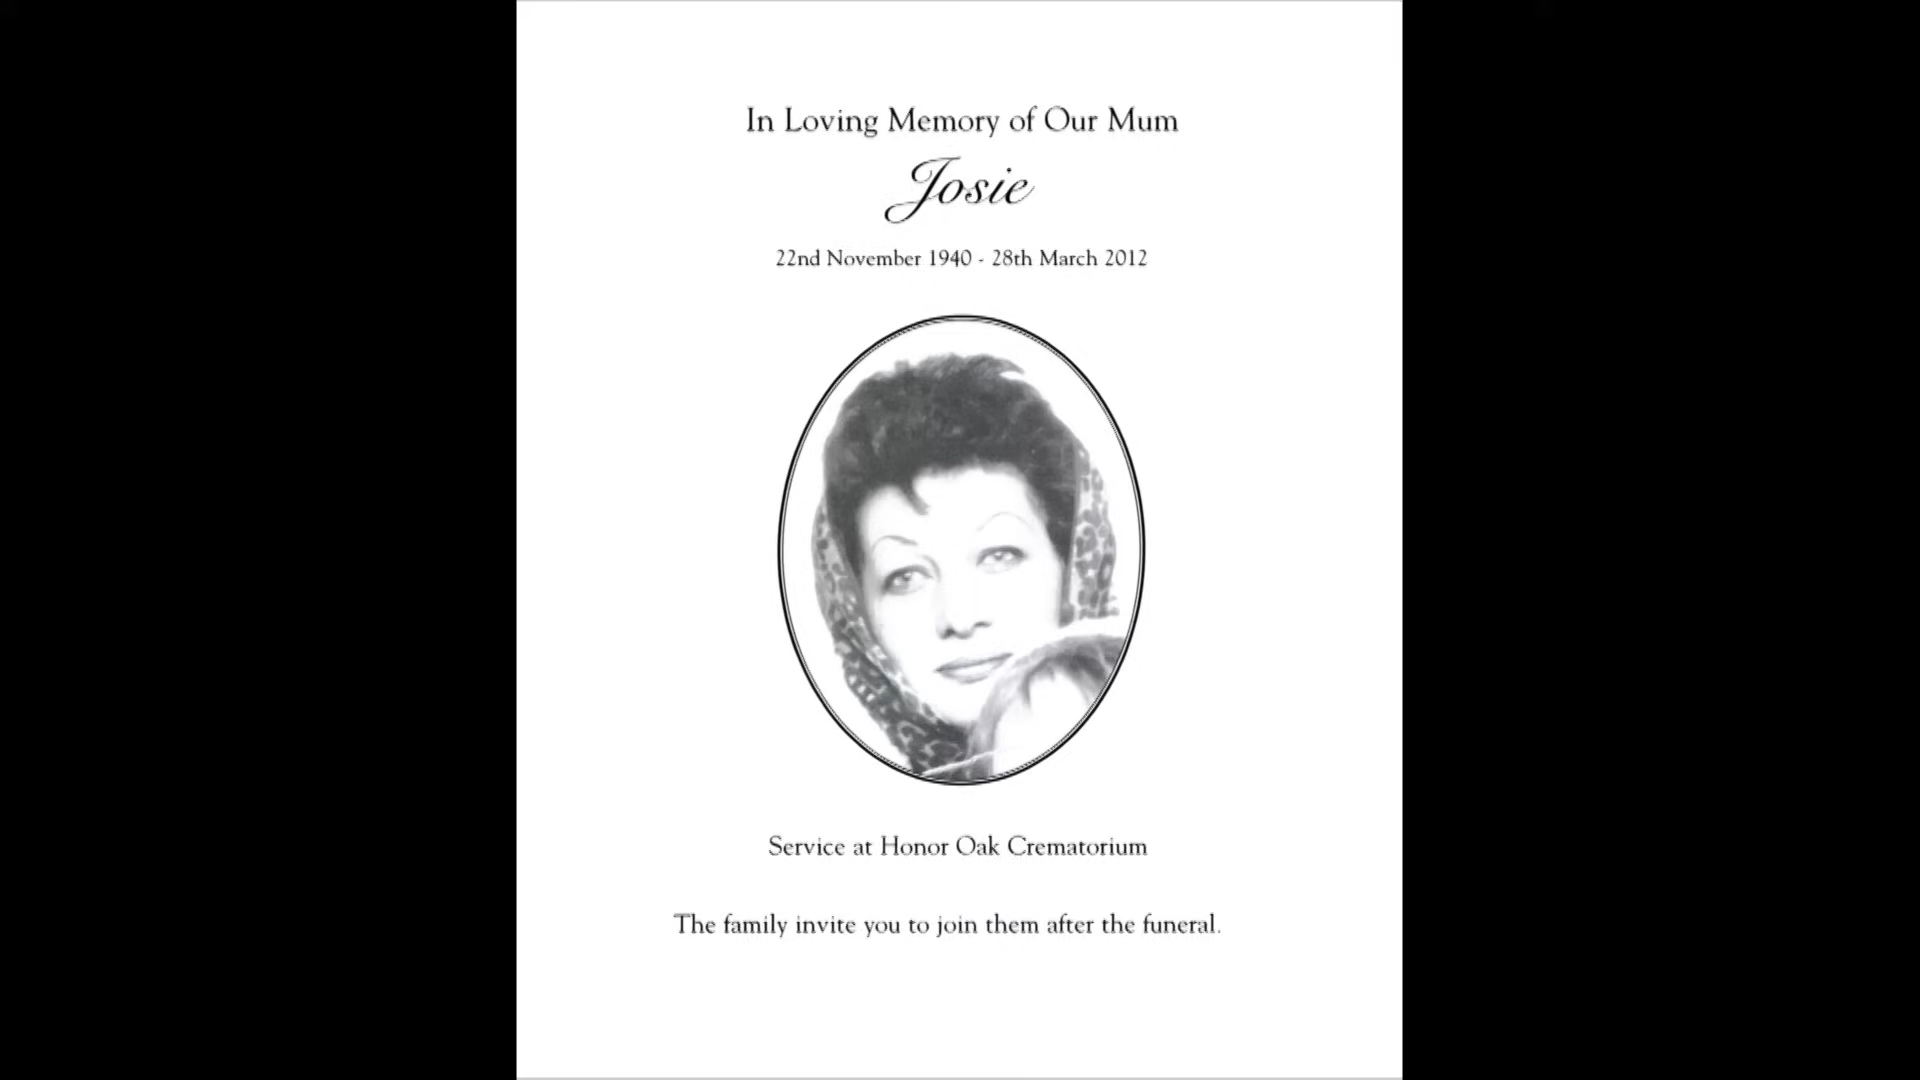 In Loving Memory of Our Mum
Josie
22nd November 1940 - 28th March 2012
Service at Honor Oak Crematorium
The family invite you to join them after the funeral.